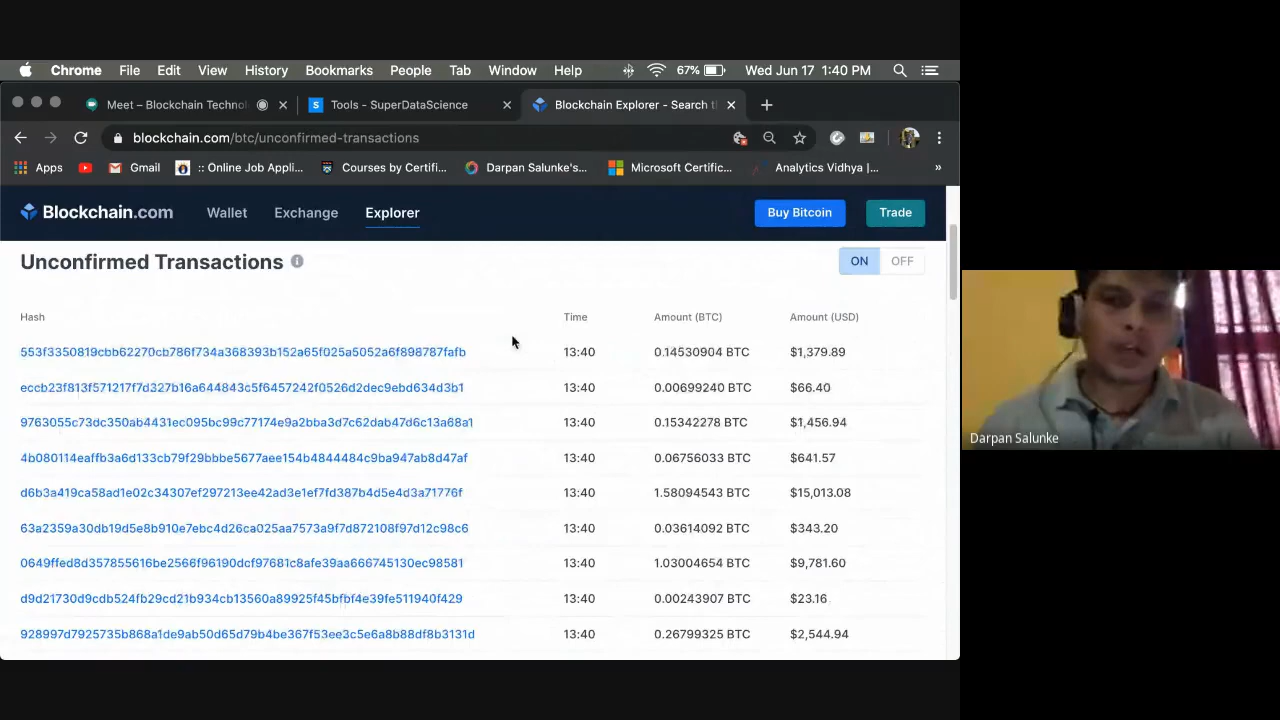 Chrome File Edit View History Bookmarks People Tab Window Help 67% Wed Jun 17 1:40 PM
Meet – Blockchain Technol Tools - SuperDataScience Blockchain Explorer - Search t
blockchain.com/btc/unconfirmed-transactions
Apps Gmail :: Online Job Appli... Courses by Certifi... Darpan Salunke's... Microsoft Certific... Analytics Vidhya |... »
Blockchain.com Wallet Exchange Explorer Buy Bitcoin Trade
Unconfirmed Transactions ON OFF
Hash Time Amount (BTC) Amount (USD)
553f3350819cbb62270cb786f734a368393b152a65f025a5052a6f898787fafb 13:40 0.14530904 BTC $1,379.89
eccb23f813f571217f7d327b16a644843c5f6457242f0526d2dec9ebd634d3b1 13:40 0.00699240 BTC $66.40
9763055c73dc350ab4431ec095bc99c77174e9a2bba3d7c62dab47d6c13a68a1 13:40 0.15342278 BTC $1,456.94
4b080114eaffb3a6d133cb79f29bbbe5677aee154b4844484c9ba947ab8d47af 13:40 0.06756033 BTC $641.57
d6b3a419ca58ad1e02c34307ef297213ee42ad3e1ef7fd387b4d5e4d3a71776f 13:40 1.58094543 BTC $15,013.08
63a2359a30db19d5e8b910e7ebc4d26ca025aa7573a9f7d872108f97d12c98c6 13:40 0.03614092 BTC $343.20
0649ffed8d357855616be2566f96190dcf97681c8afe39aa666745130ec98581 13:40 1.03004654 BTC $9,781.60
d9d21730d9cdb524fb29cd21b934cb13560a89925f45bfbf4e39fe511940f429 13:40 0.00243907 BTC $23.16
928997d7925735b868a1de9ab50d65d79b4be367f53ee3c5e6a8b88df8b3131d 13:40 0.26799325 BTC $2,544.94
Darpan Salunke